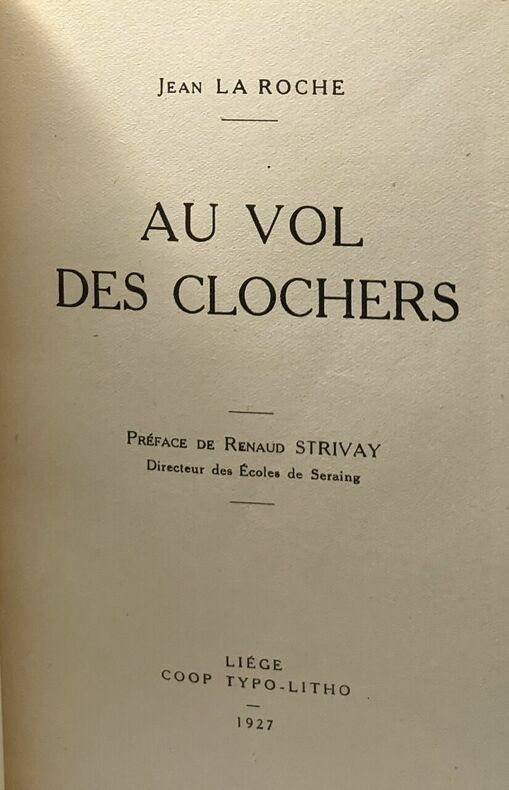 Jean LA ROCHE
AU VOL
DES CLOCHERS
Préface de Renaud STRIVAY
Directeur des Écoles de Seraing
LIÉGE
COOP TYPO-LITHO
1927